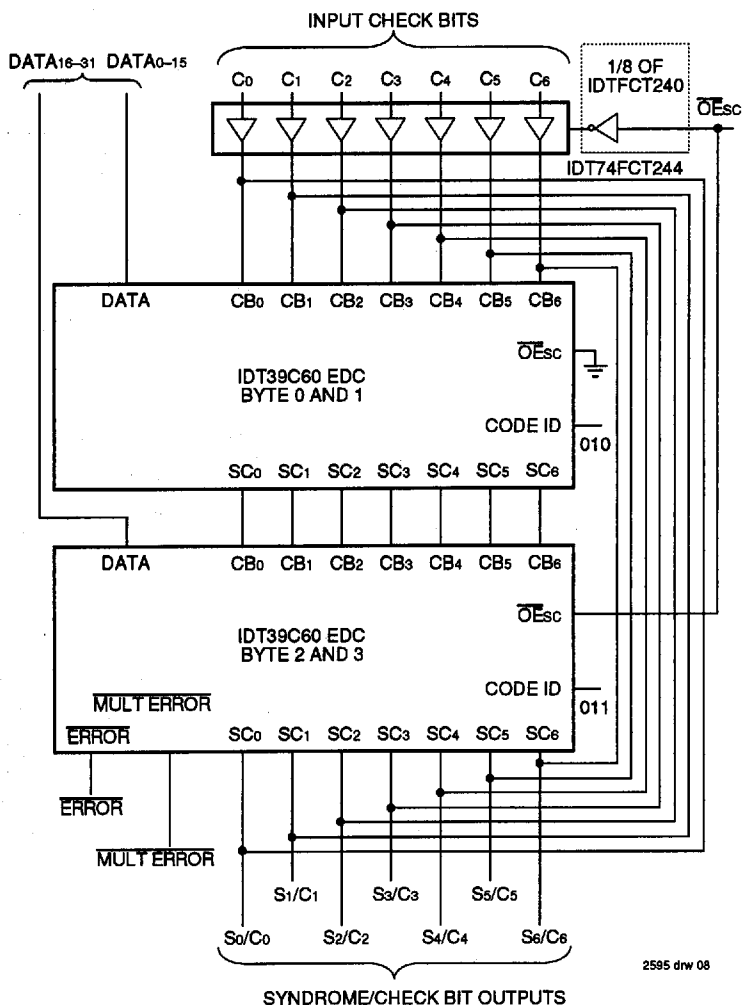 INPUT CHECK BITS
DATA16–31 DATA0–15
C0 C1 C2 C3 C4 C5 C6
1/8 OF
IDTFCT240
OEsc
IDT74FCT244
DATA CB0 CB1 CB2 CB3 CB4 CB5 CB6
OEsc
IDT39C60 EDC
BYTE 0 AND 1
CODE ID
010
SC0 SC1 SC2 SC3 SC4 SC5 SC6
DATA CB0 CB1 CB2 CB3 CB4 CB5 CB6
OEsc
IDT39C60 EDC
BYTE 2 AND 3
CODE ID
011
MULT ERROR
ERROR
SC0 SC1 SC2 SC3 SC4 SC5 SC6
ERROR
MULT ERROR
S1/C1 S3/C3 S5/C5
S0/C0 S2/C2 S4/C4 S6/C6
2595 drw 08
SYNDROME/CHECK BIT OUTPUTS